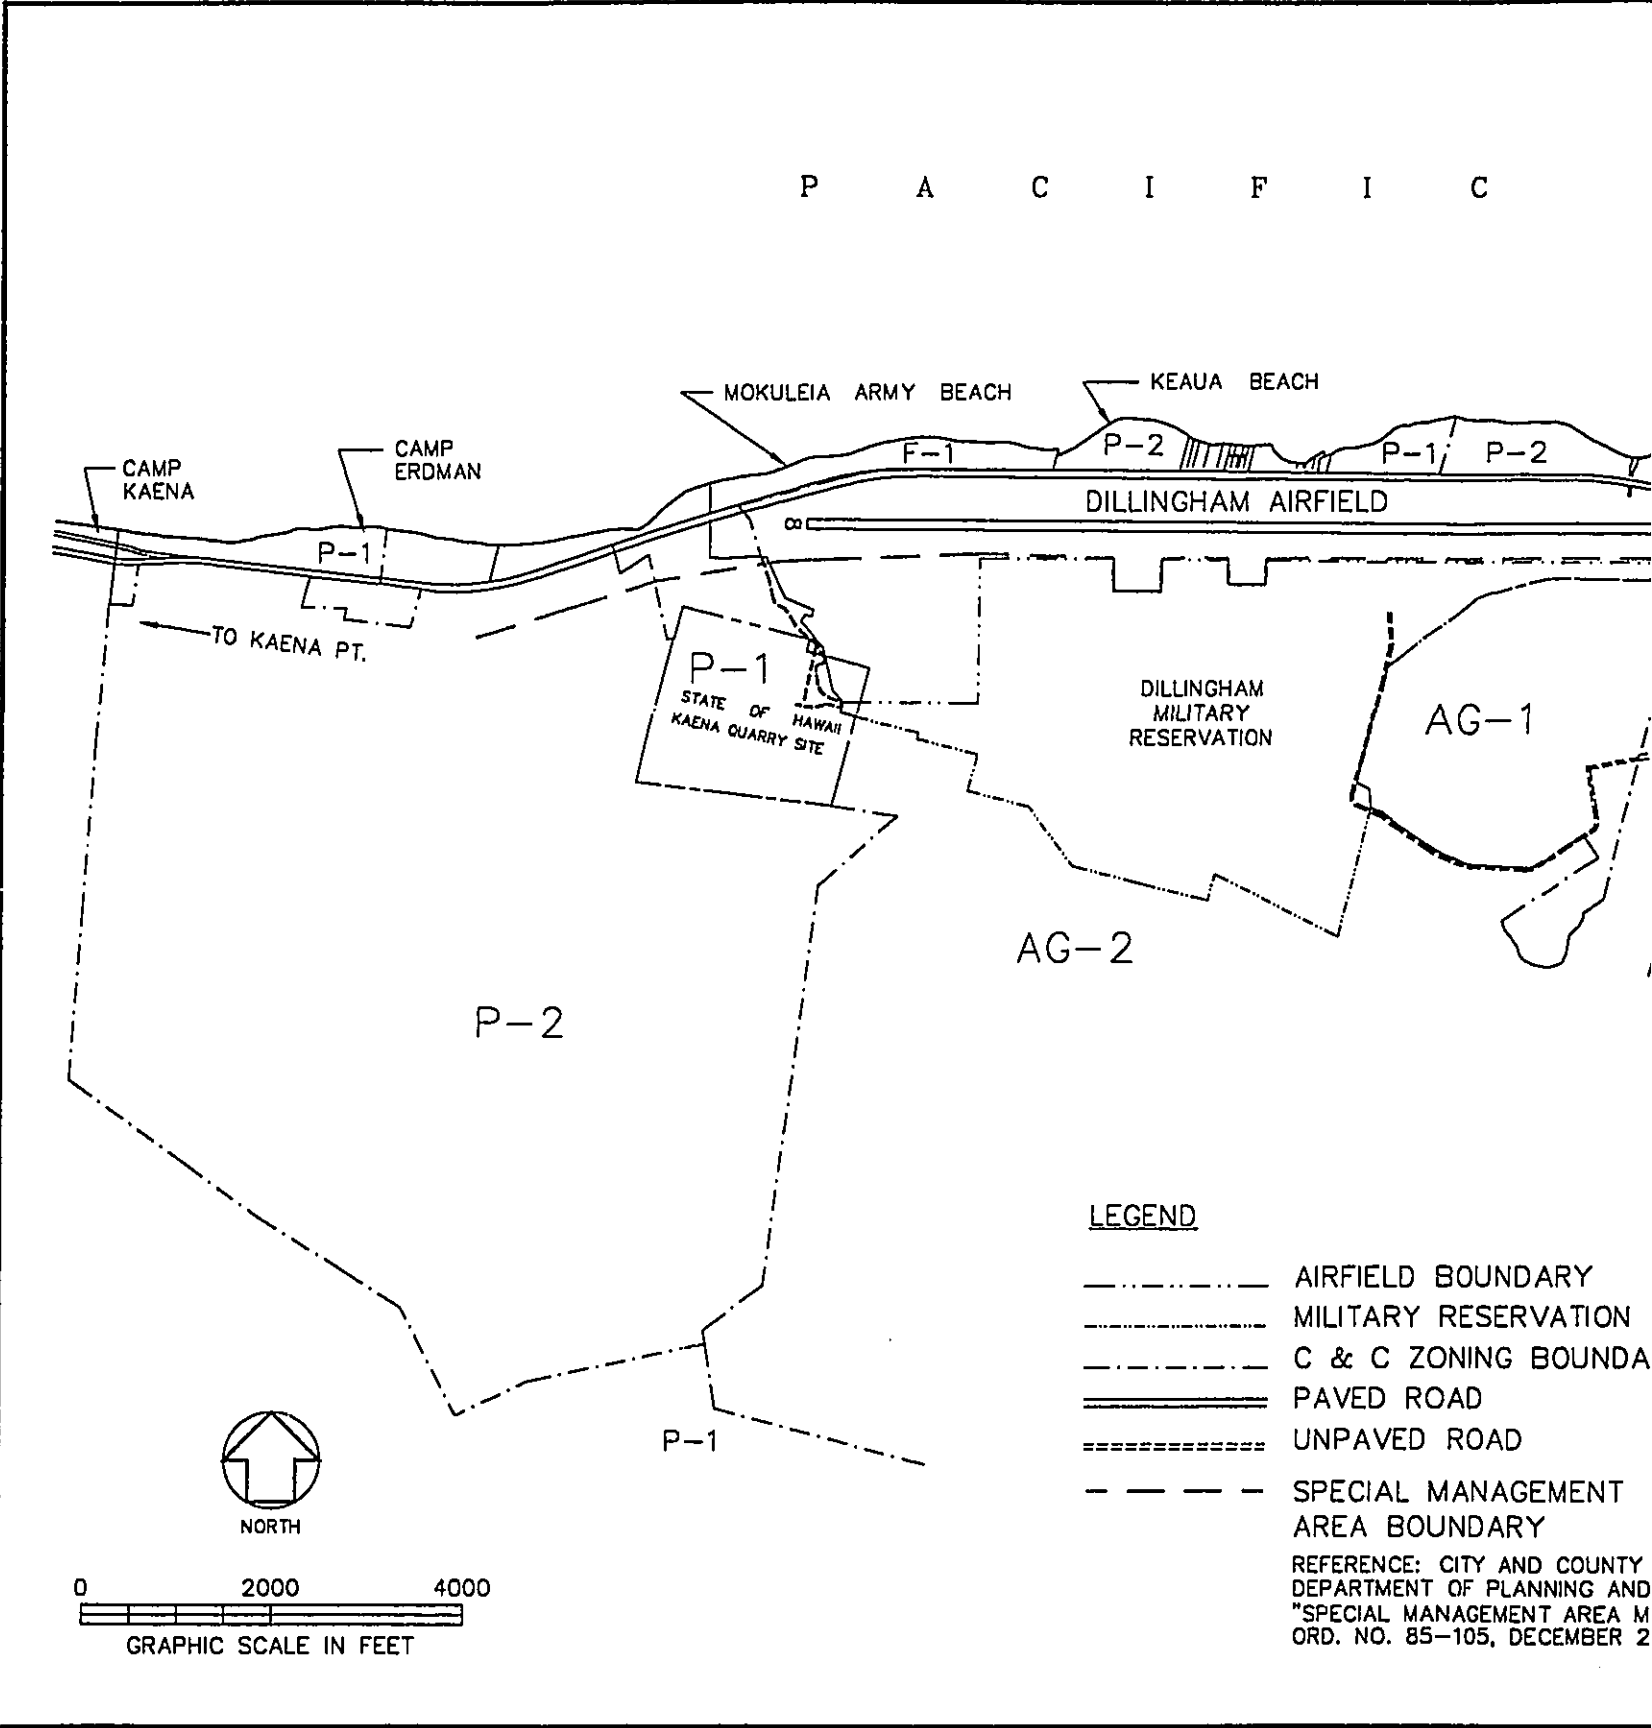 P A C I F I C
MOKULEIA ARMY BEACH
KEAUA BEACH
CAMP
KAENA
CAMP
ERDMAN
F-1
P-2
P-1
P-2
DILLINGHAM AIRFIELD
P-1
TO KAENA PT.
P-1
STATE OF HAWAII
KAENA QUARRY SITE
DILLINGHAM
MILITARY
RESERVATION
AG-1
AG-2
P-2
P-1
LEGEND
AIRFIELD BOUNDARY
MILITARY RESERVATION
C & C ZONING BOUNDA
PAVED ROAD
UNPAVED ROAD
SPECIAL MANAGEMENT
AREA BOUNDARY
REFERENCE: CITY AND COUNTY
DEPARTMENT OF PLANNING AND
"SPECIAL MANAGEMENT AREA M
ORD. NO. 85-105, DECEMBER 2
NORTH
0 2000 4000
GRAPHIC SCALE IN FEET